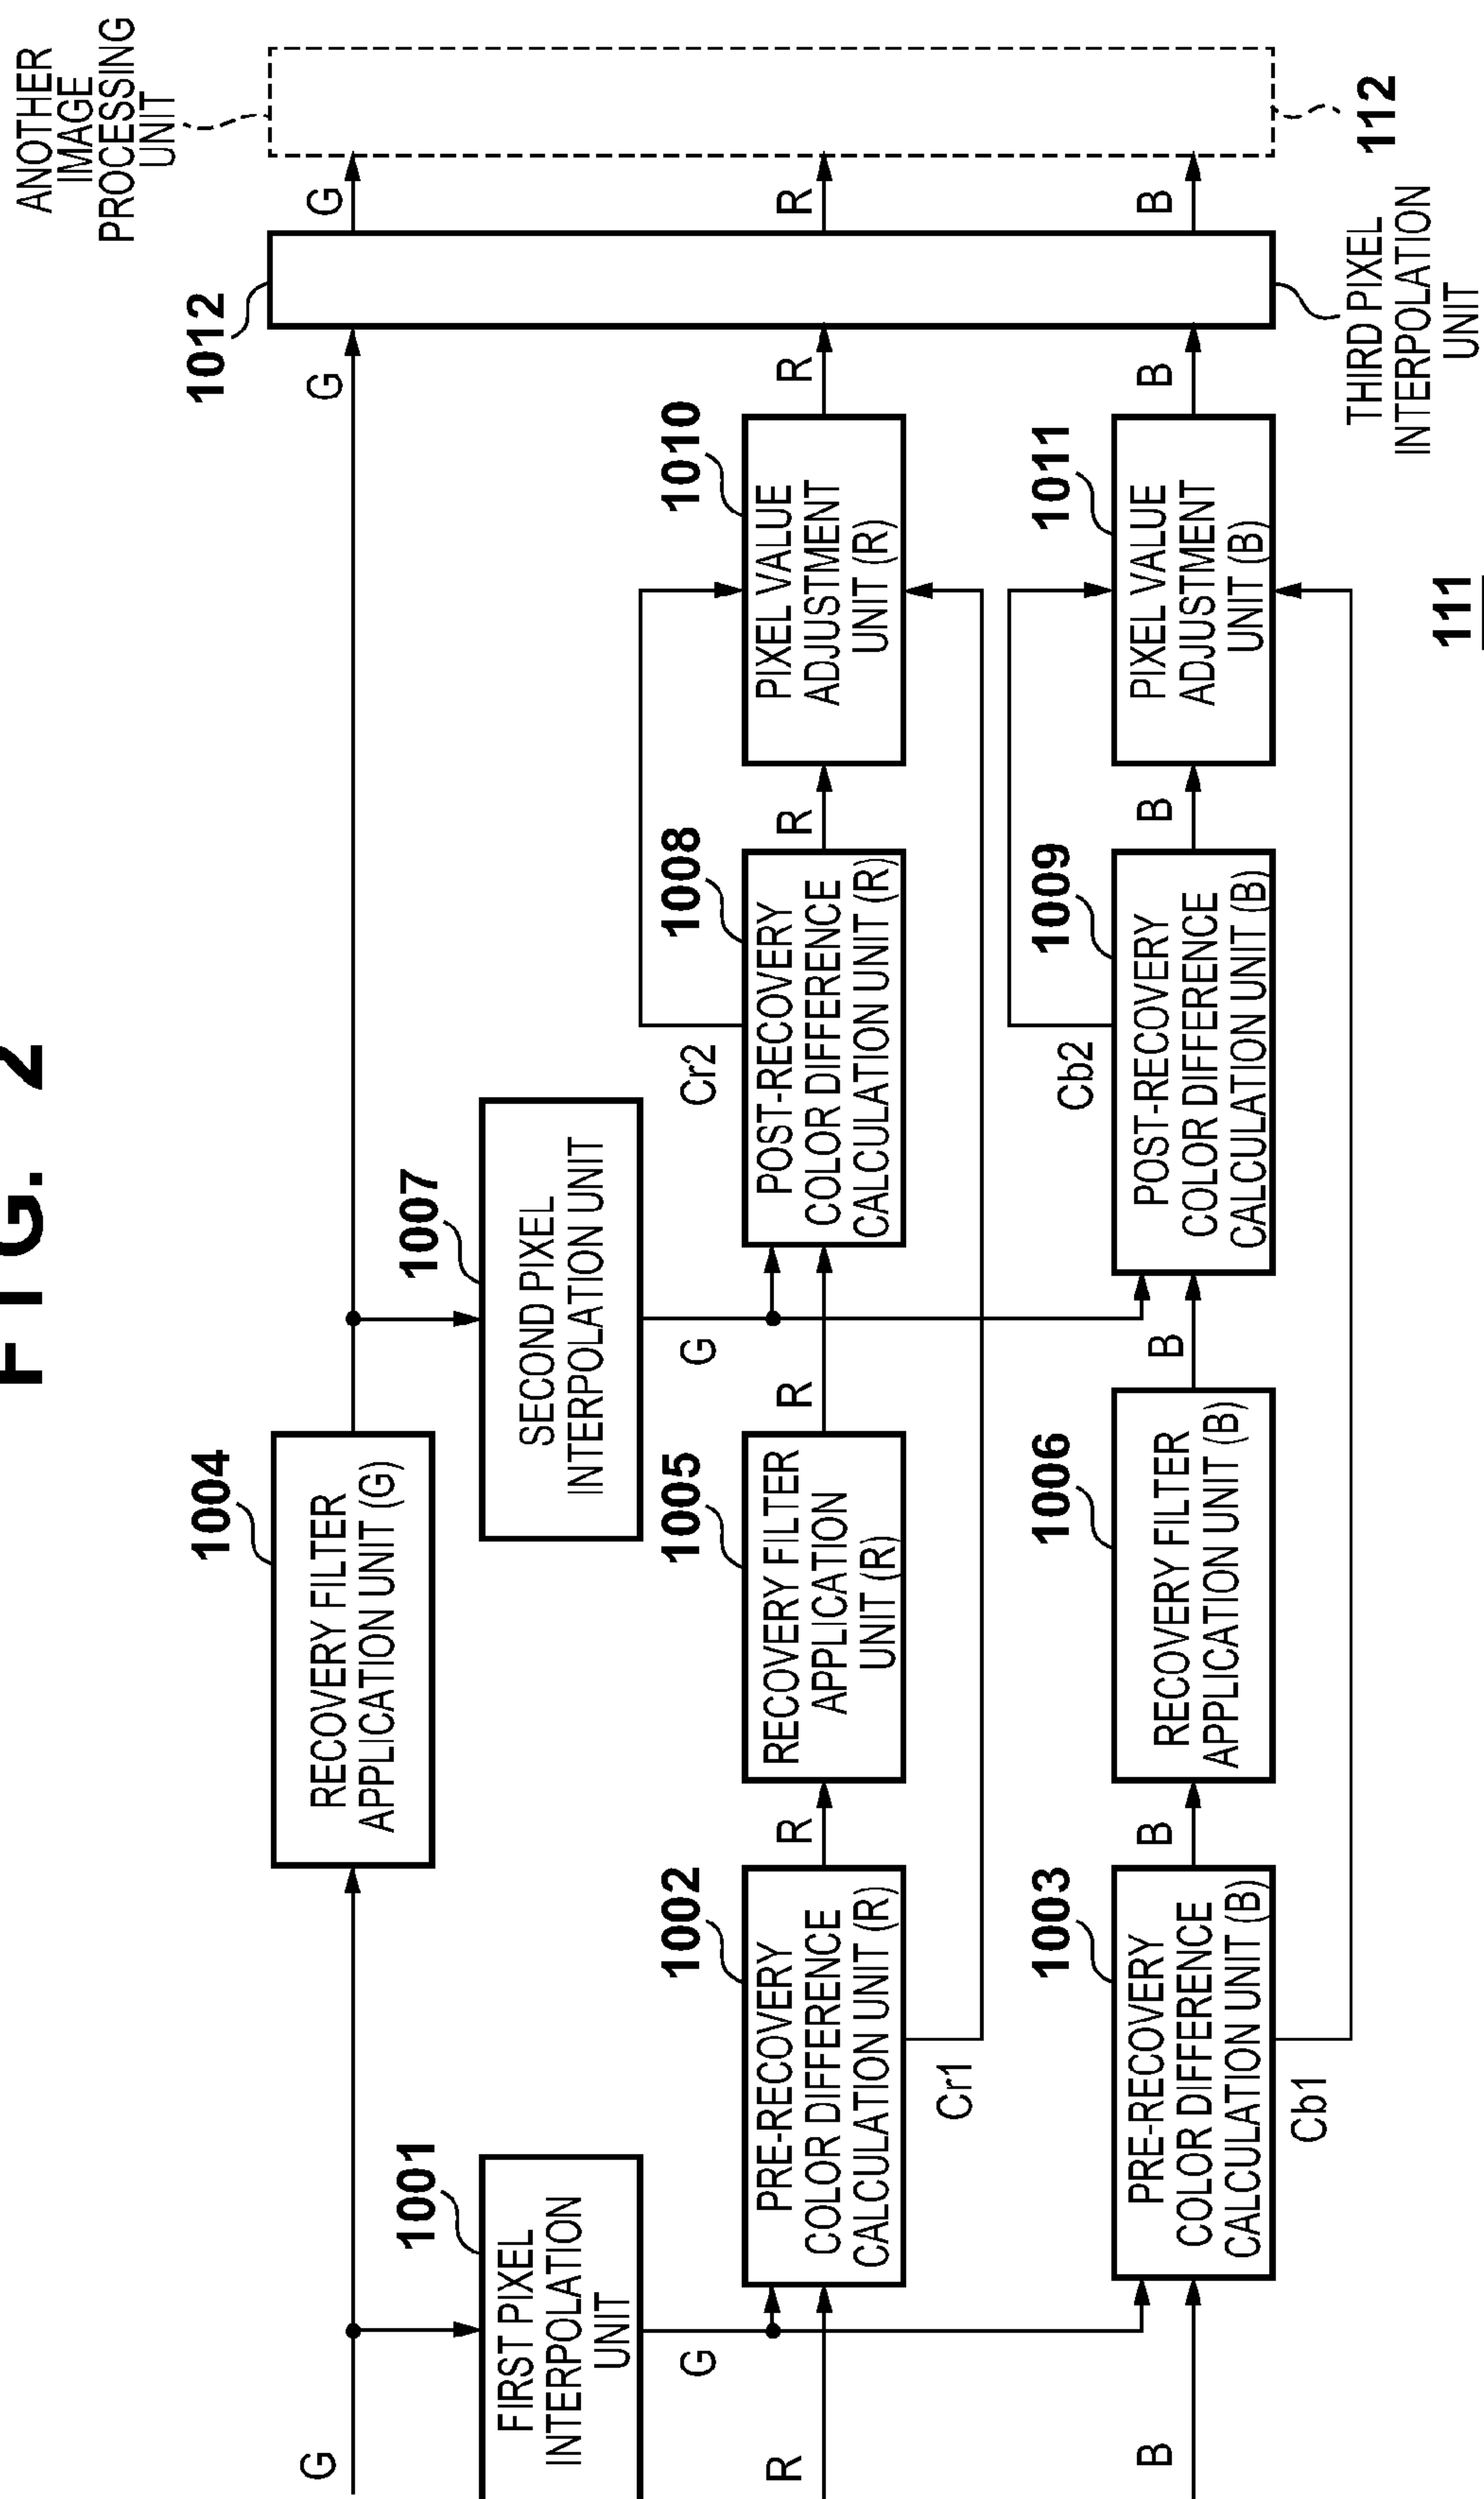 FIG. 2
ANOTHER
IMAGE
PROCESSING
UNIT
1012
G
G
1004
RECOVERY FILTER
APPLICATION UNIT (G)
G
1001
FIRST PIXEL
INTERPOLATION
UNIT
1007
SECOND PIXEL
INTERPOLATION UNIT
G
G
Cr2
R
1002
PRE-RECOVERY
COLOR DIFFERENCE
CALCULATION UNIT (R)
R
1005
RECOVERY FILTER
APPLICATION
UNIT (R)
R
1008
POST-RECOVERY
COLOR DIFFERENCE
CALCULATION UNIT (R)
R
1010
PIXEL VALUE
ADJUSTMENT
UNIT (R)
R
R
Cr1
Cb2
B
1003
PRE-RECOVERY
COLOR DIFFERENCE
CALCULATION UNIT (B)
B
1006
RECOVERY FILTER
APPLICATION UNIT (B)
B
1009
POST-RECOVERY
COLOR DIFFERENCE
CALCULATION UNIT (B)
B
1011
PIXEL VALUE
ADJUSTMENT
UNIT (B)
B
B
Cb1
THIRD PIXEL
INTERPOLATION
UNIT
112
111